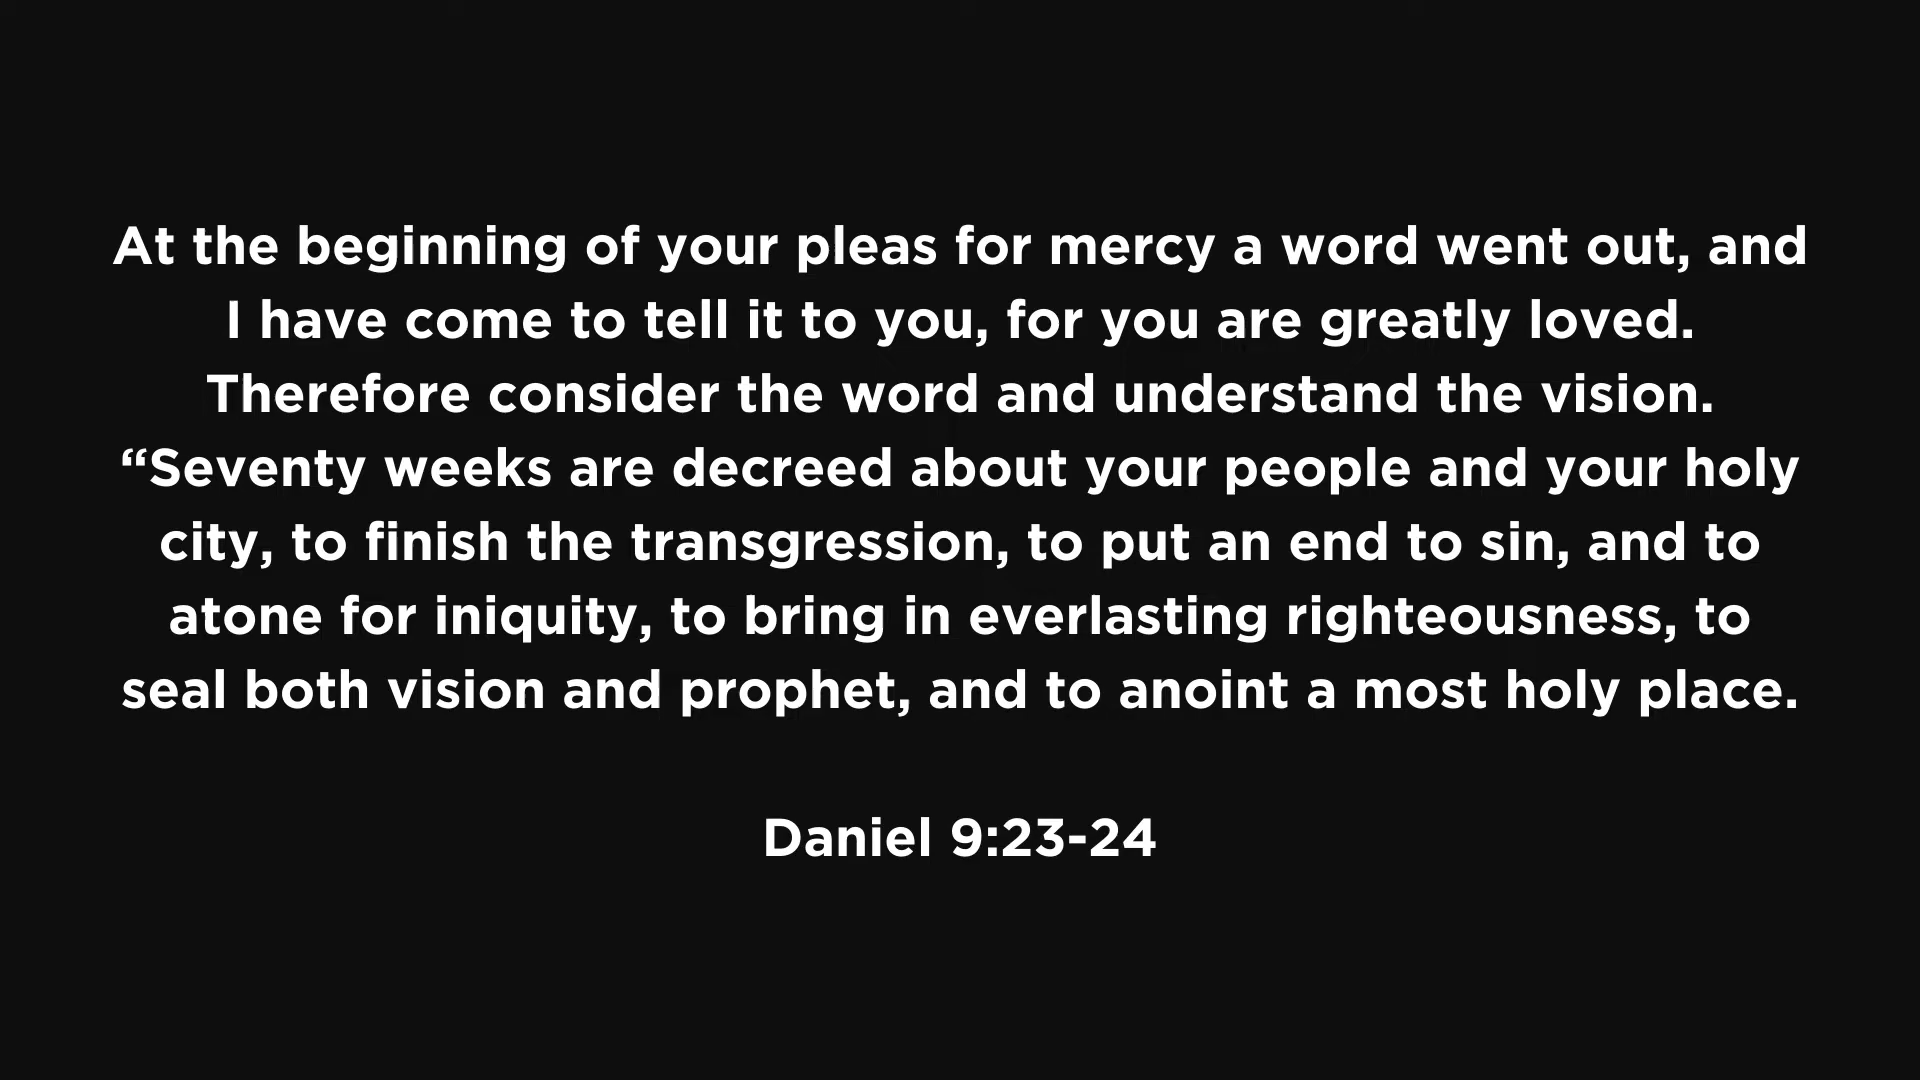 At the beginning of your pleas for mercy a word went out, and
I have come to tell it to you, for you are greatly loved.
Therefore consider the word and understand the vision.
“Seventy weeks are decreed about your people and your holy
city, to finish the transgression, to put an end to sin, and to
atone for iniquity, to bring in everlasting righteousness, to
seal both vision and prophet, and to anoint a most holy place.
Daniel 9:23-24